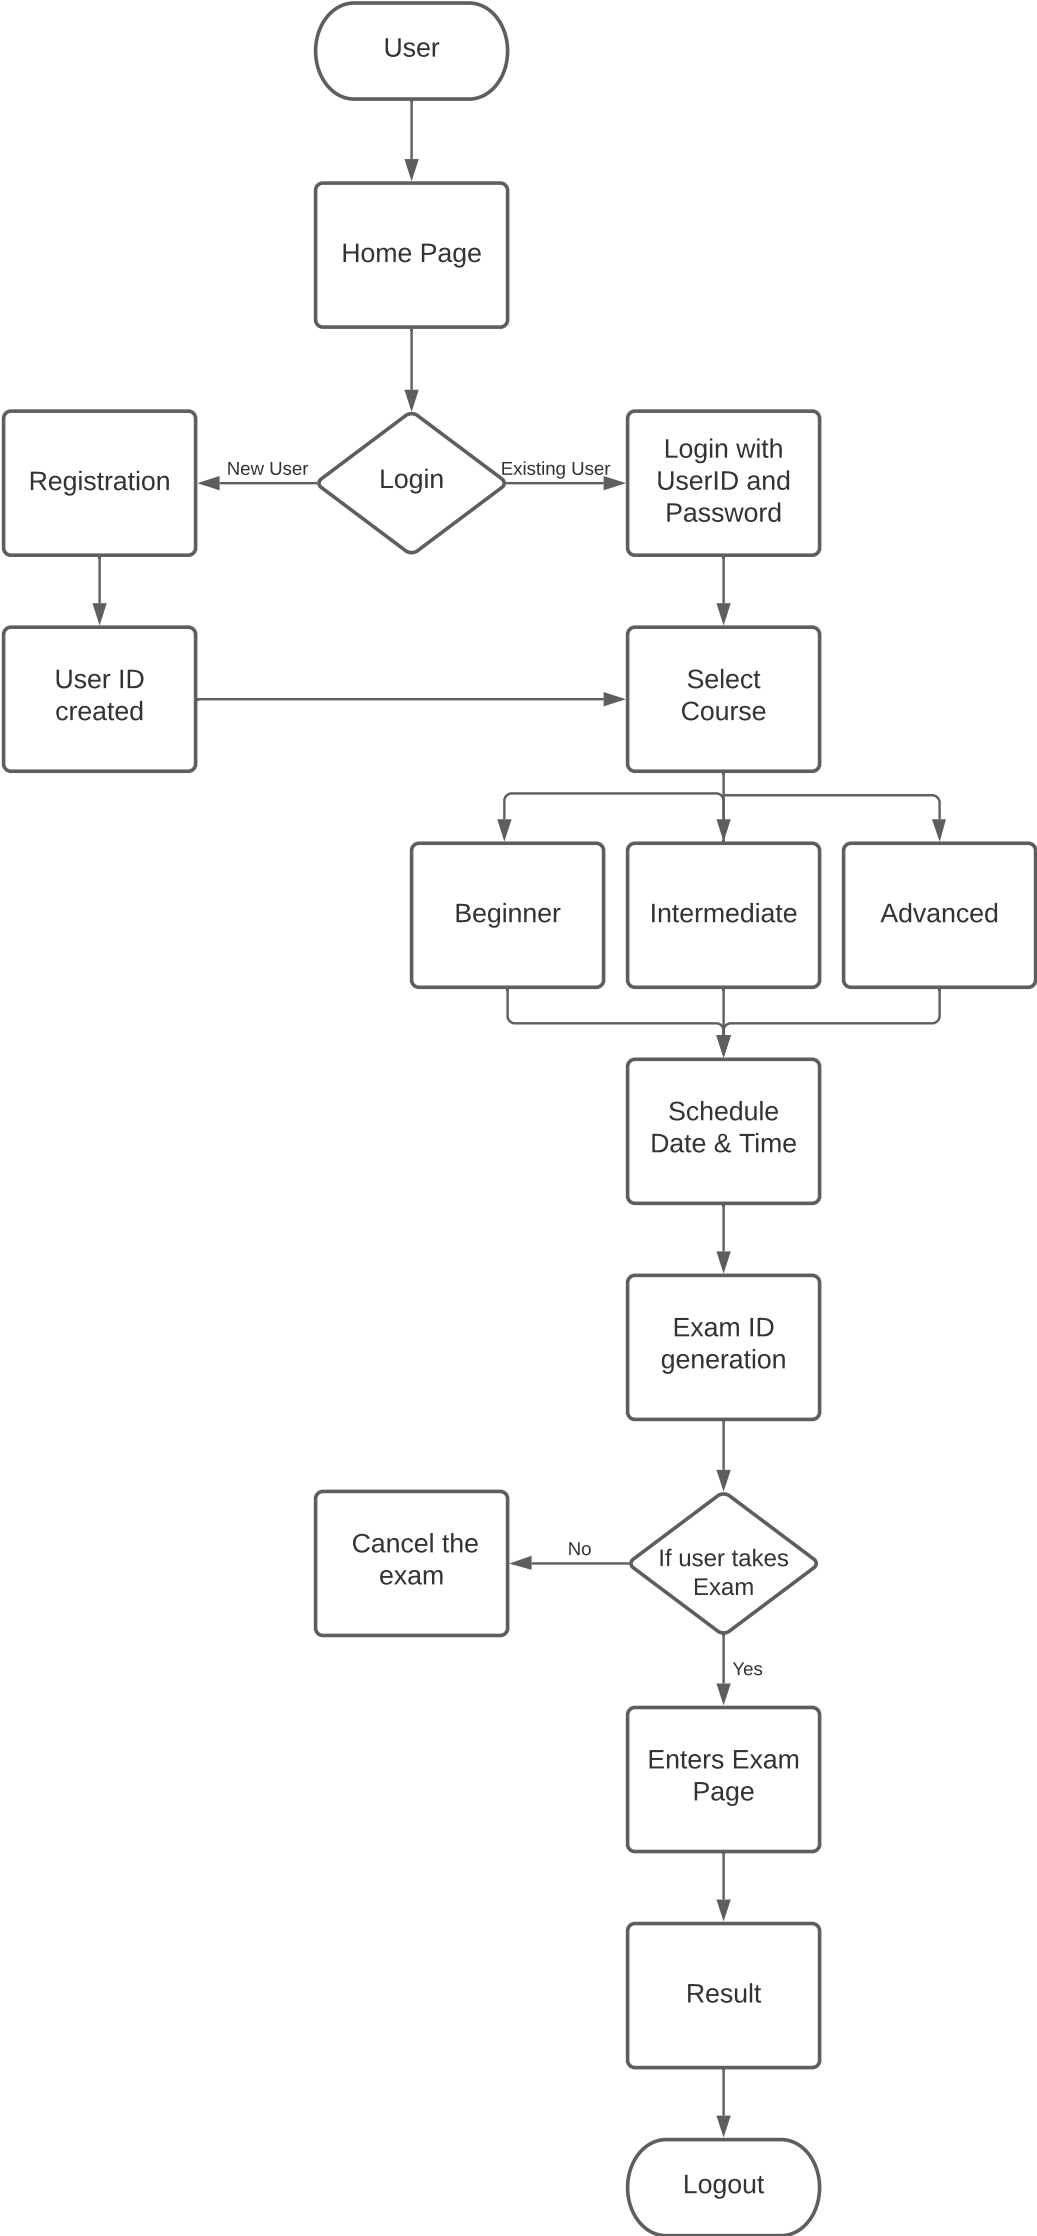 User
Home Page
Registration
New User
Login
Existing User
Login with
UserID and
Password
User ID
created
Select
Course
Beginner
Intermediate
Advanced
Schedule
Date & Time
Exam ID
generation
Cancel the
exam
No
If user takes
Exam
Yes
Enters Exam
Page
Result
Logout